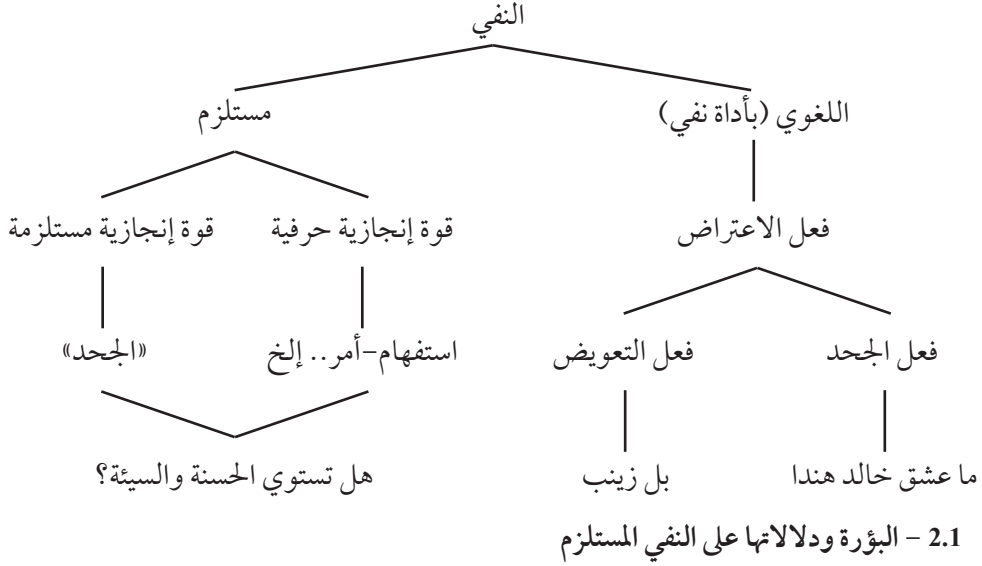 النفي
اللغوي (بأداة نفي) مستلزم
فعل الاعتراض قوة إنجازية حرفية قوة إنجازية مستلزمة
فعل الجحد فعل التعويض استفهام-أمر.. إلخ «الجحد»
ما عشق خالد هندا بل زينب هل تستوي الحسنة والسيئة؟
2.1 – البؤرة ودلالاتها على النفي المستلزم